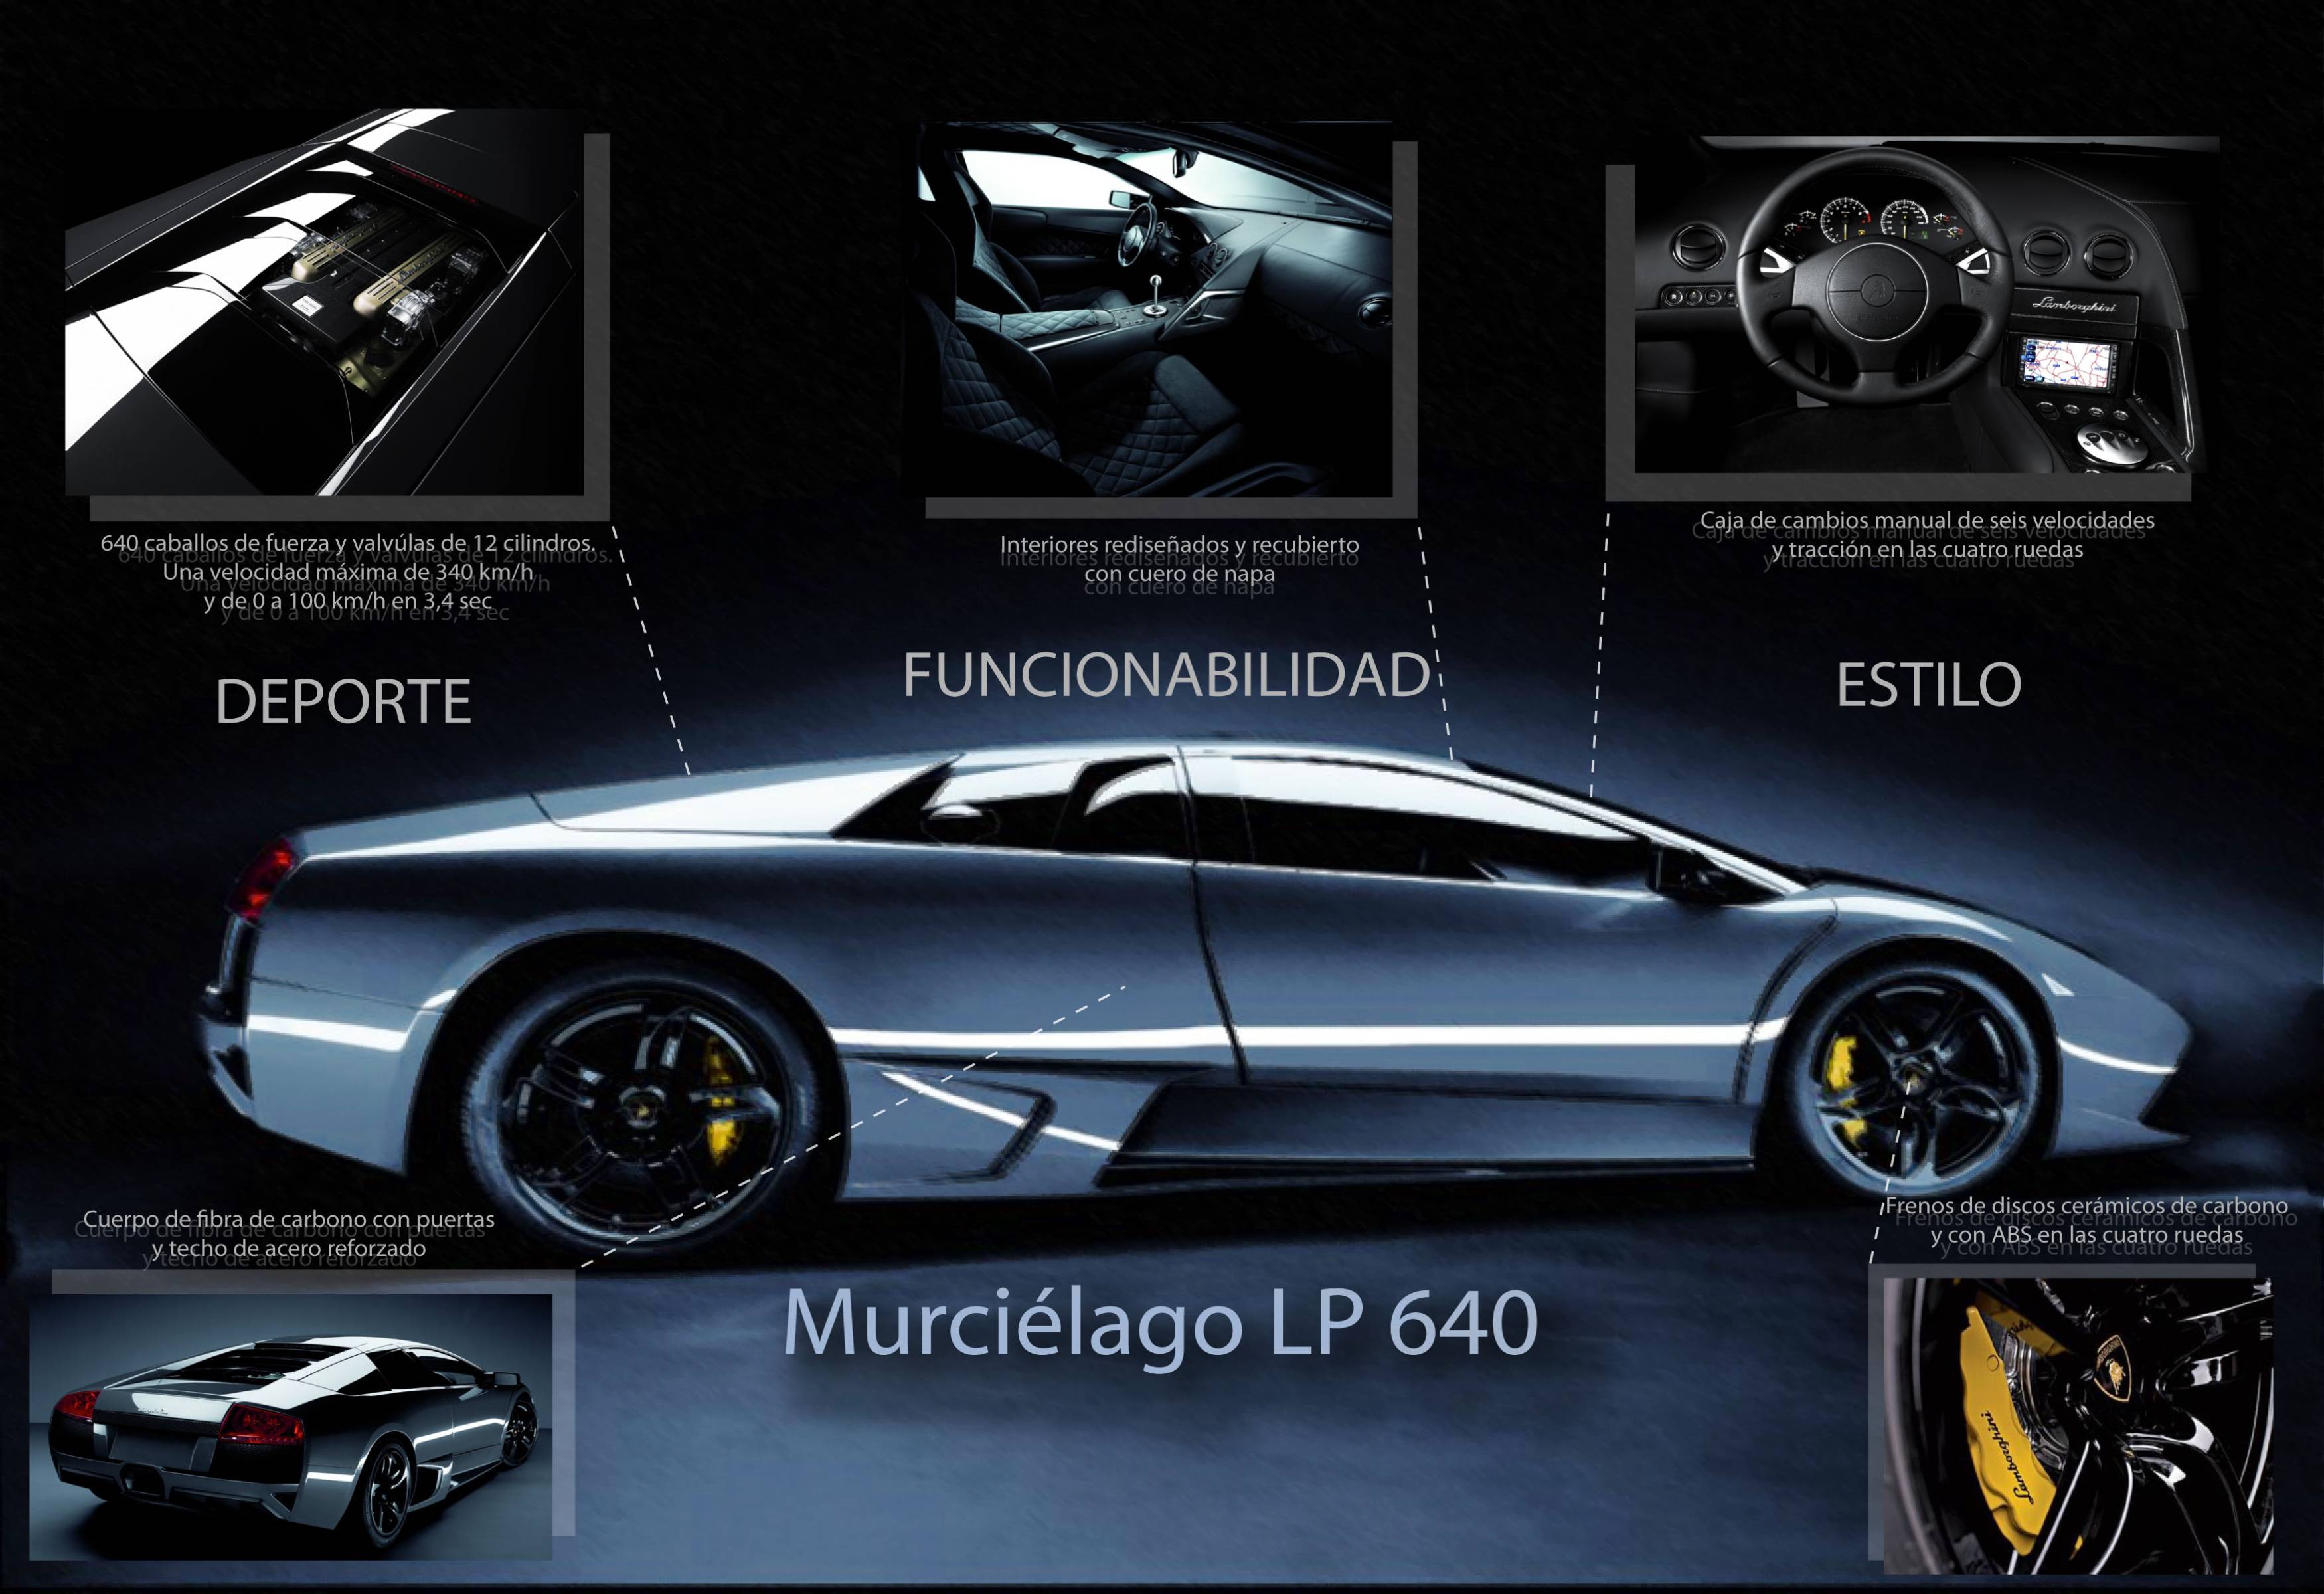 640 caballos de fuerza y valvúlas de 12 cilindros.
Una velocidad máxima de 340 km/h
y de 0 a 100 km/h en 3,4 sec
Interiores rediseñados y recubierto
con cuero de napa
Lamborghini
Caja de cambios manual de seis velocidades
y tracción en las cuatro ruedas
DEPORTE
FUNCIONABILIDAD
ESTILO
Cuerpo de fibra de carbono con puertas
y techo de acero reforzado
Frenos de discos cerámicos de carbono
y con ABS en las cuatro ruedas
Murciélago LP 640
Lamborghini